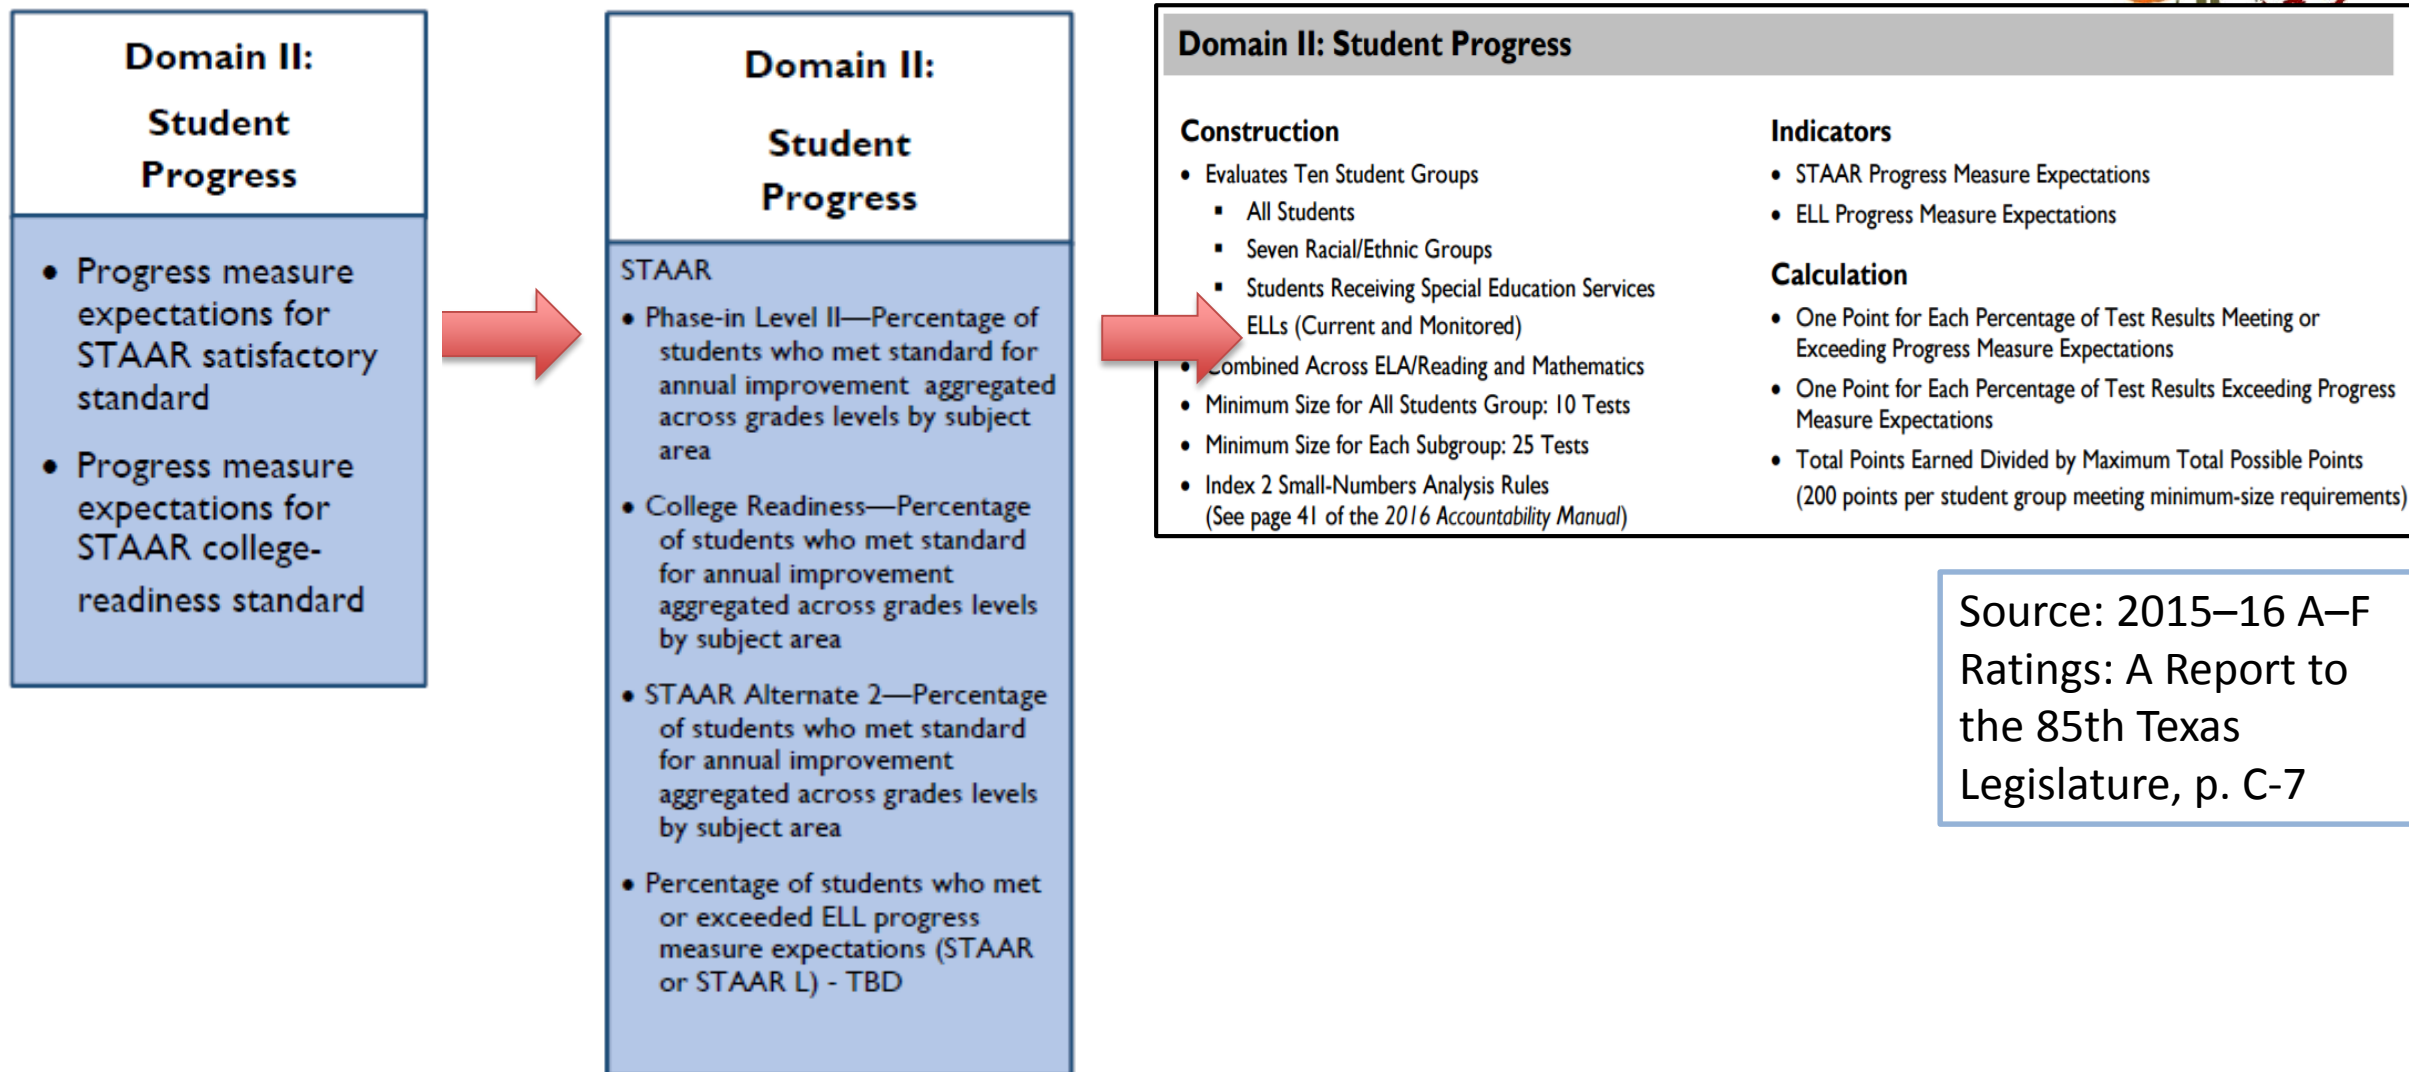 Domain II:
Student
Progress
• Progress measure
expectations for
STAAR satisfactory
standard
• Progress measure
expectations for
STAAR college-
readiness standard
Domain II:
Student
Progress
STAAR
• Phase-in Level II—Percentage of
students who met standard for
annual improvement aggregated
across grades levels by subject
area
• College Readiness—Percentage
of students who met standard
for annual improvement
aggregated across grades levels
by subject area
• STAAR Alternate 2—Percentage
of students who met standard
for annual improvement
aggregated across grades levels
by subject area
• Percentage of students who met
or exceeded ELL progress
measure expectations (STAAR
or STAAR L) - TBD
Domain II: Student Progress
Construction
• Evaluates Ten Student Groups
▪ All Students
▪ Seven Racial/Ethnic Groups
▪ Students Receiving Special Education Services
ELLs (Current and Monitored)
• Combined Across ELA/Reading and Mathematics
• Minimum Size for All Students Group: 10 Tests
• Minimum Size for Each Subgroup: 25 Tests
• Index 2 Small-Numbers Analysis Rules
(See page 41 of the 2016 Accountability Manual)
Indicators
• STAAR Progress Measure Expectations
• ELL Progress Measure Expectations
Calculation
• One Point for Each Percentage of Test Results Meeting or
Exceeding Progress Measure Expectations
• One Point for Each Percentage of Test Results Exceeding Progress
Measure Expectations
• Total Points Earned Divided by Maximum Total Possible Points
(200 points per student group meeting minimum-size requirements)
Source: 2015–16 A–F
Ratings: A Report to
the 85th Texas
Legislature, p. C-7